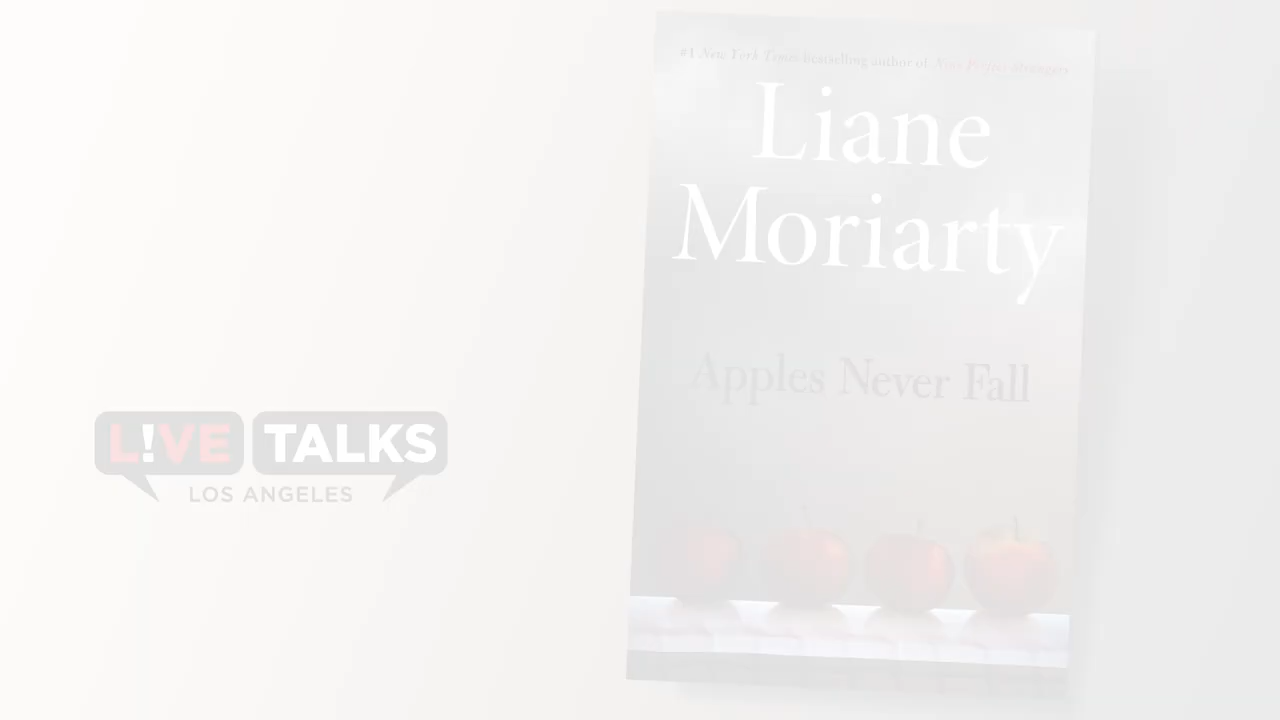 #1 New York Times bestselling author of Nine Perfect Strangers
Liane
Moriarty
Apples Never Fall
L!VE TALKS
LOS ANGELES